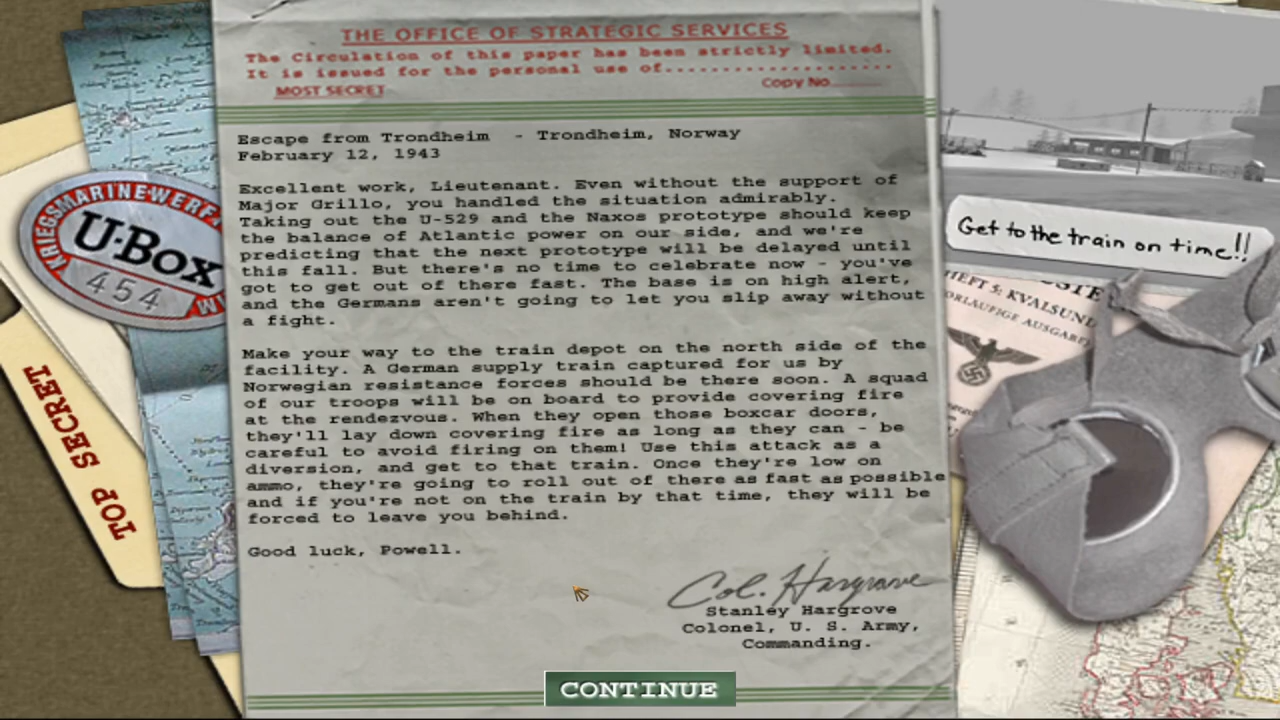 THE OFFICE OF STRATEGIC SERVICES
The Circulation of this paper has been strictly limited.
It is issued for the personal use of....................
MOST SECRET
Copy No.......
Escape from Trondheim - Trondheim, Norway
February 12, 1943
Excellent work, Lieutenant. Even without the support of
Major Grillo, you handled the situation admirably.
Taking out the U-529 and the Naxos prototype should keep
the balance of Atlantic power on our side, and we're
predicting that the next prototype will be delayed until
this fall. But there's no time to celebrate now - you've
got to get out of there fast. The base is on high alert,
and the Germans aren't going to let you slip away without
a fight.
Make your way to the train depot on the north side of the
facility. A German supply train captured for us by
Norwegian resistance forces should be there soon. A squad
of our troops will be on board to provide covering fire
at the rendezvous. When they open those boxcar doors,
they'll lay down covering fire as long as they can - be
careful to avoid firing on them! Use this attack as a
diversion, and get to that train. Once they're low on
ammo, they're going to roll out of there as fast as possible
and if you're not on the train by that time, they will be
forced to leave you behind.
Good luck, Powell.
Col. Hargrove
Stanley Hargrove
Colonel, U. S. Army,
Commanding.
CONTINUE
KRIEGSMARINE-WERFA
U-Box
454
TOP SECRET
Get to the train on time!!
HEFT 5: KVALSUND